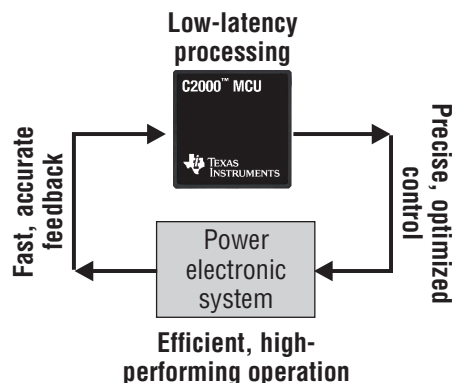 Low-latency
processing
C2000™ MCU
TEXAS
INSTRUMENTS
Fast, accurate
feedback
Precise, optimized
control
Power
electronic
system
Efficient, high-
performing operation